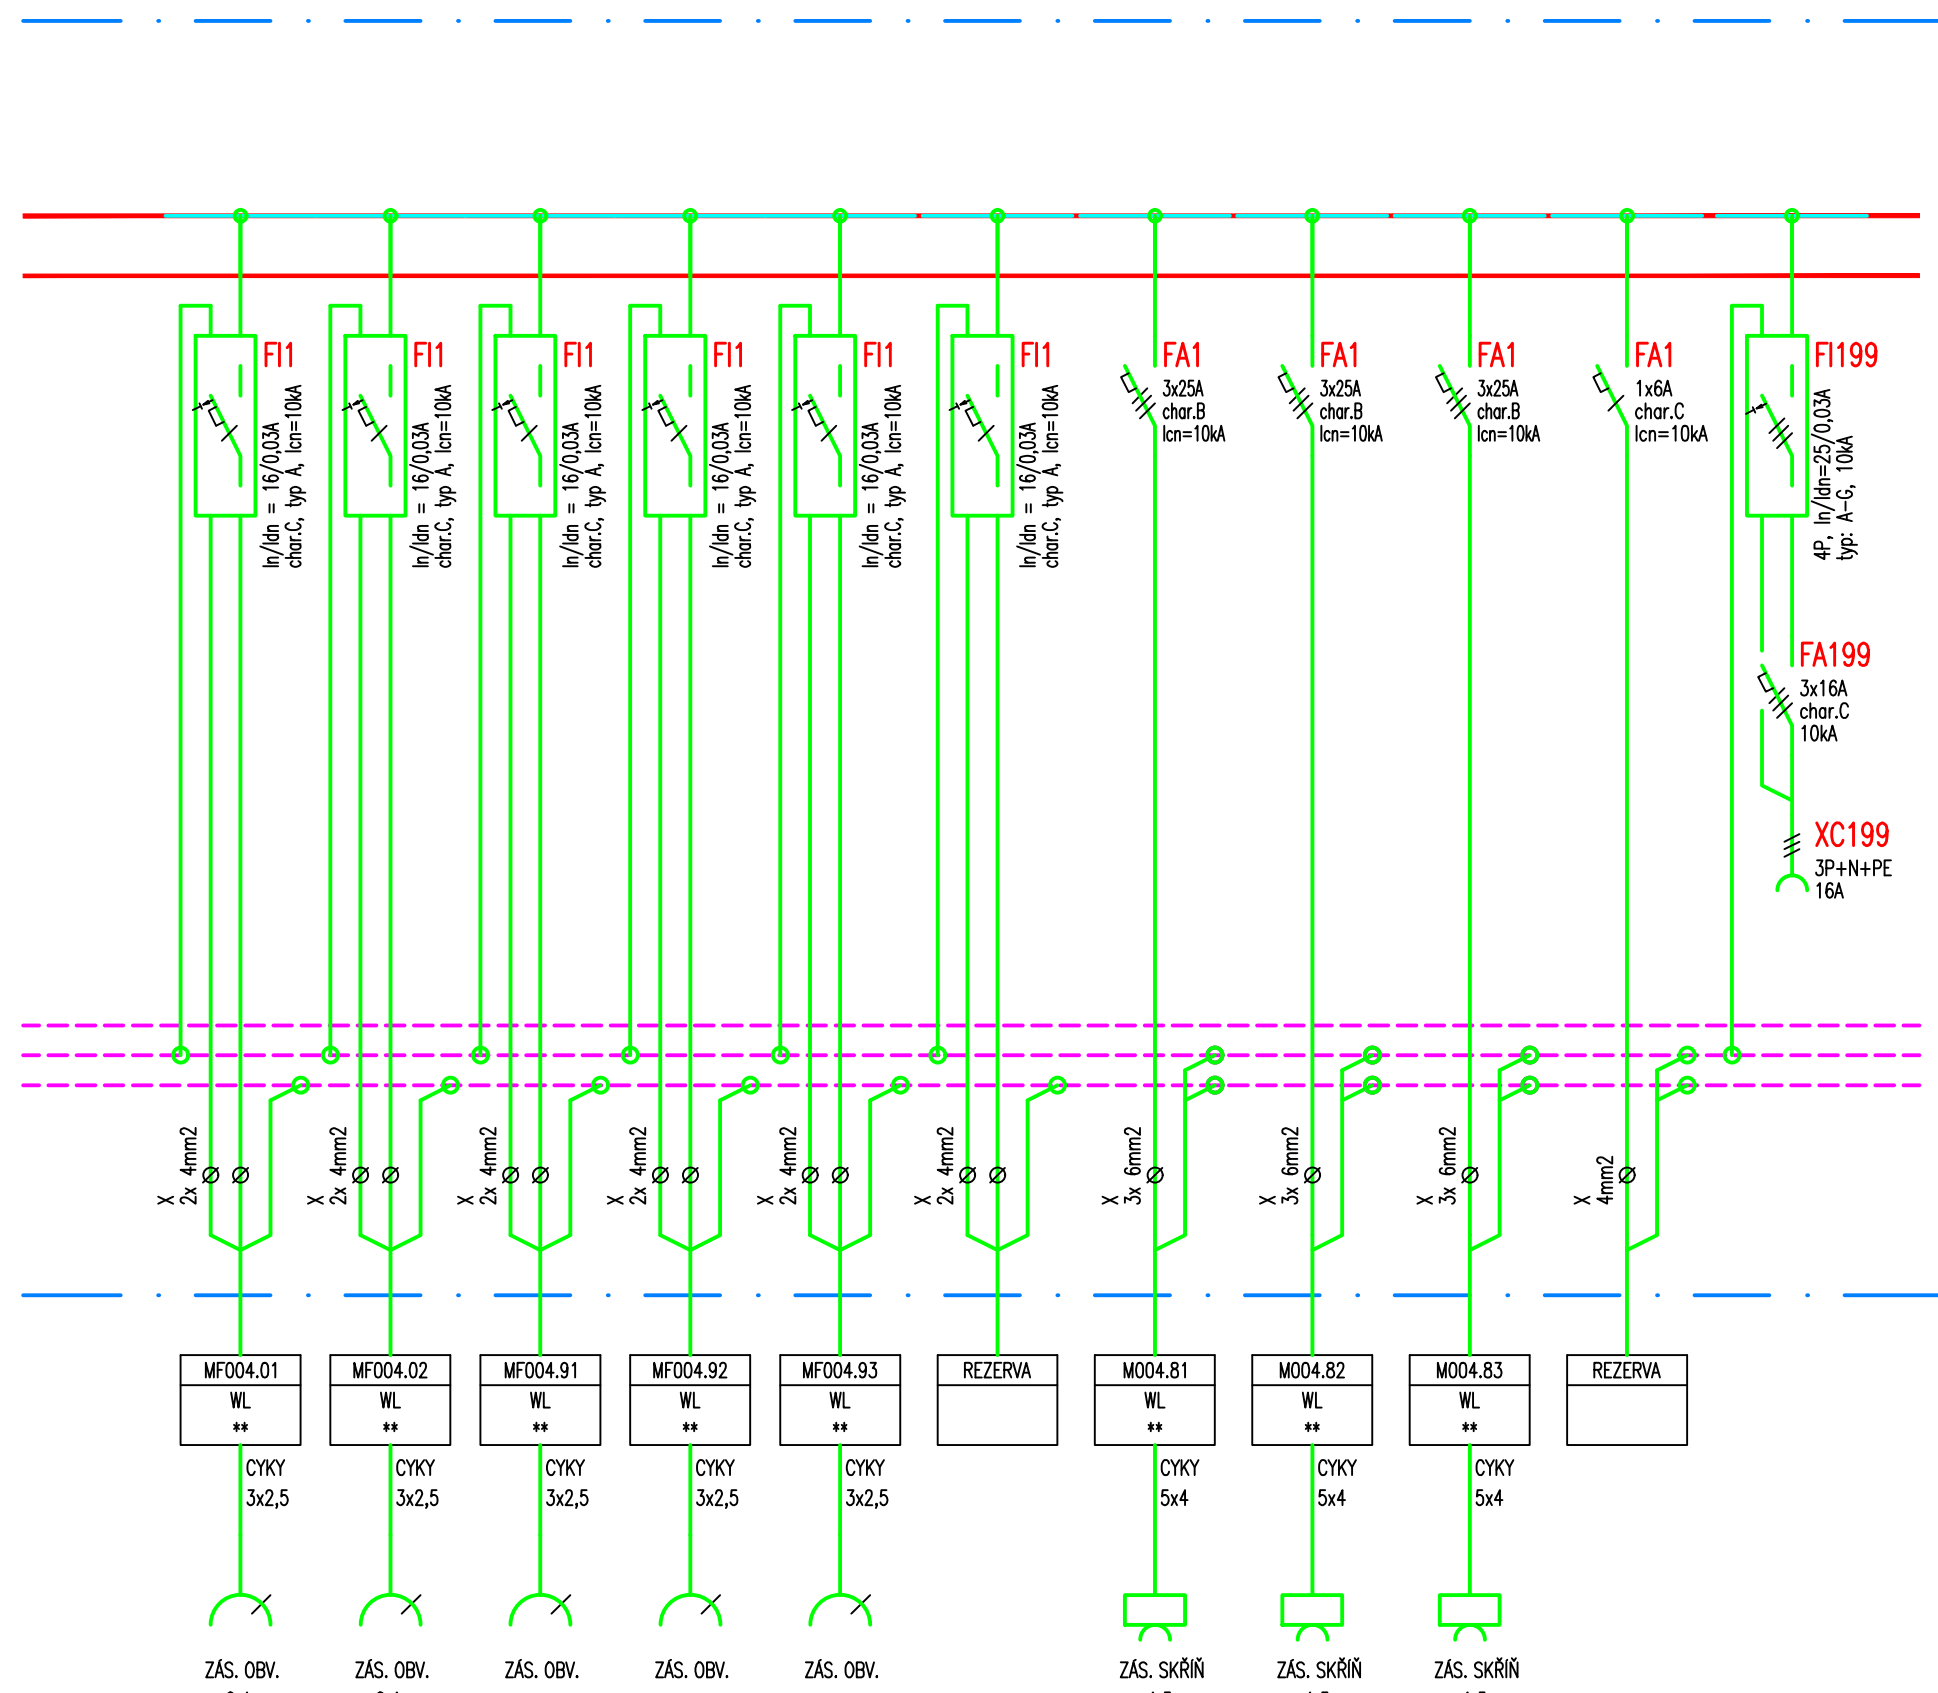 FI1
In/Idn = 16/0,03A
char.C, typ A, Icn=10kA
FI1
In/Idn = 16/0,03A
char.C, typ A, Icn=10kA
FI1
In/Idn = 16/0,03A
char.C, typ A, Icn=10kA
FI1
In/Idn = 16/0,03A
char.C, typ A, Icn=10kA
FI1
In/Idn = 16/0,03A
char.C, typ A, Icn=10kA
FI1
In/Idn = 16/0,03A
char.C, typ A, Icn=10kA
FA1
3x25A
char.B
Icn=10kA
FA1
3x25A
char.B
Icn=10kA
FA1
3x25A
char.B
Icn=10kA
FA1
1x6A
char.C
Icn=10kA
FI199
4P, In/Idn=25/0,03A
typ: A-G, 10kA
FA199
3x16A
char.C
10kA
XC199
3P+N+PE
16A
X
2x 4mm2
X
2x 4mm2
X
2x 4mm2
X
2x 4mm2
X
2x 4mm2
X
2x 4mm2
X
3x 6mm2
X
3x 6mm2
X
3x 6mm2
X
4mm2
MF004.01
WL
**
MF004.02
WL
**
MF004.91
WL
**
MF004.92
WL
**
MF004.93
WL
**
REZERVA
M004.81
WL
**
M004.82
WL
**
M004.83
WL
**
REZERVA
CYKY
3x2,5
CYKY
3x2,5
CYKY
3x2,5
CYKY
3x2,5
CYKY
3x2,5
CYKY
5x4
CYKY
5x4
CYKY
5x4
ZÁS. OBV.
ZÁS. OBV.
ZÁS. OBV.
ZÁS. OBV.
ZÁS. OBV.
ZÁS. SKŘÍŇ
ZÁS. SKŘÍŇ
ZÁS. SKŘÍŇ